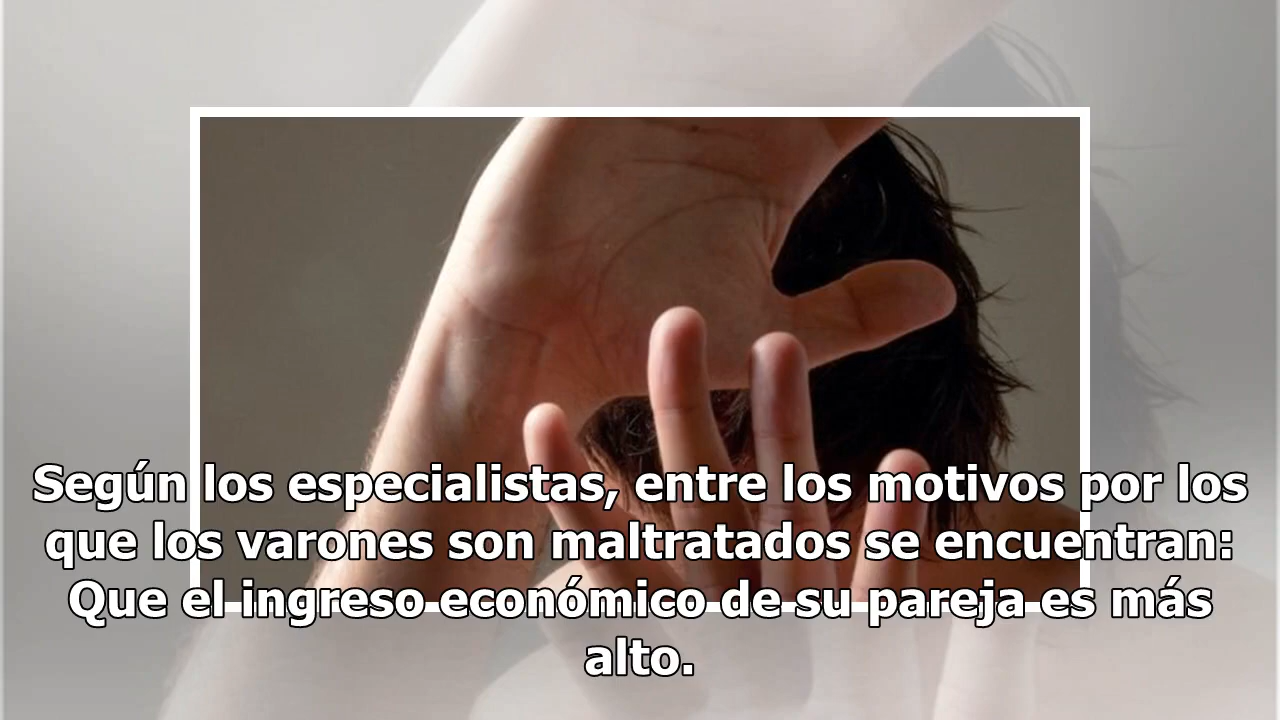 Según los especialistas, entre los motivos por los
que los varones son maltratados se encuentran:
Que el ingreso económico de su pareja es más
alto.